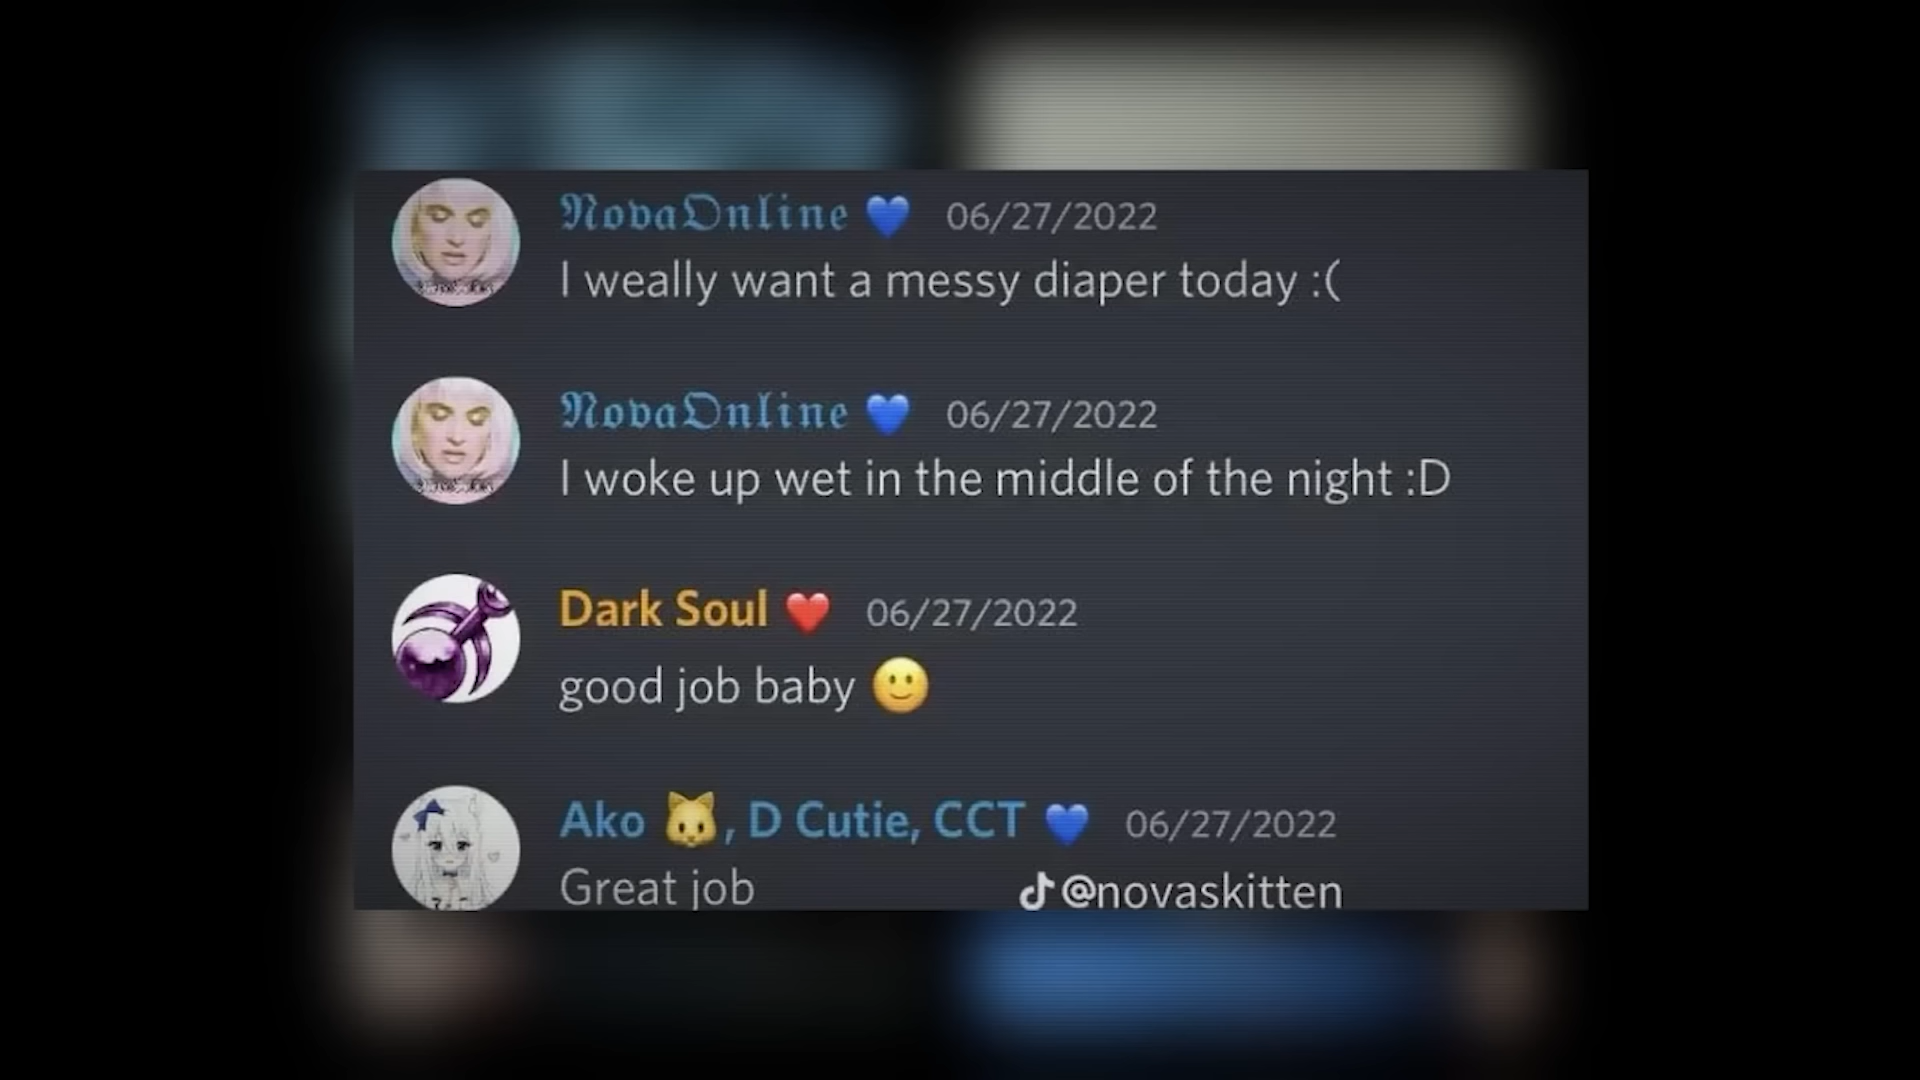 𝔑𝔬𝔳𝔞𝔒𝔫𝔩𝔦𝔫𝔢 💙 06/27/2022
I weally want a messy diaper today :(
𝔑𝔬𝔳𝔞𝔒𝔫𝔩𝔦𝔫𝔢 💙 06/27/2022
I woke up wet in the middle of the night :D
Dark Soul ❤️ 06/27/2022
good job baby 🙂
Ako 🐱, D Cutie, CCT 💙 06/27/2022
Great job
@novaskitten